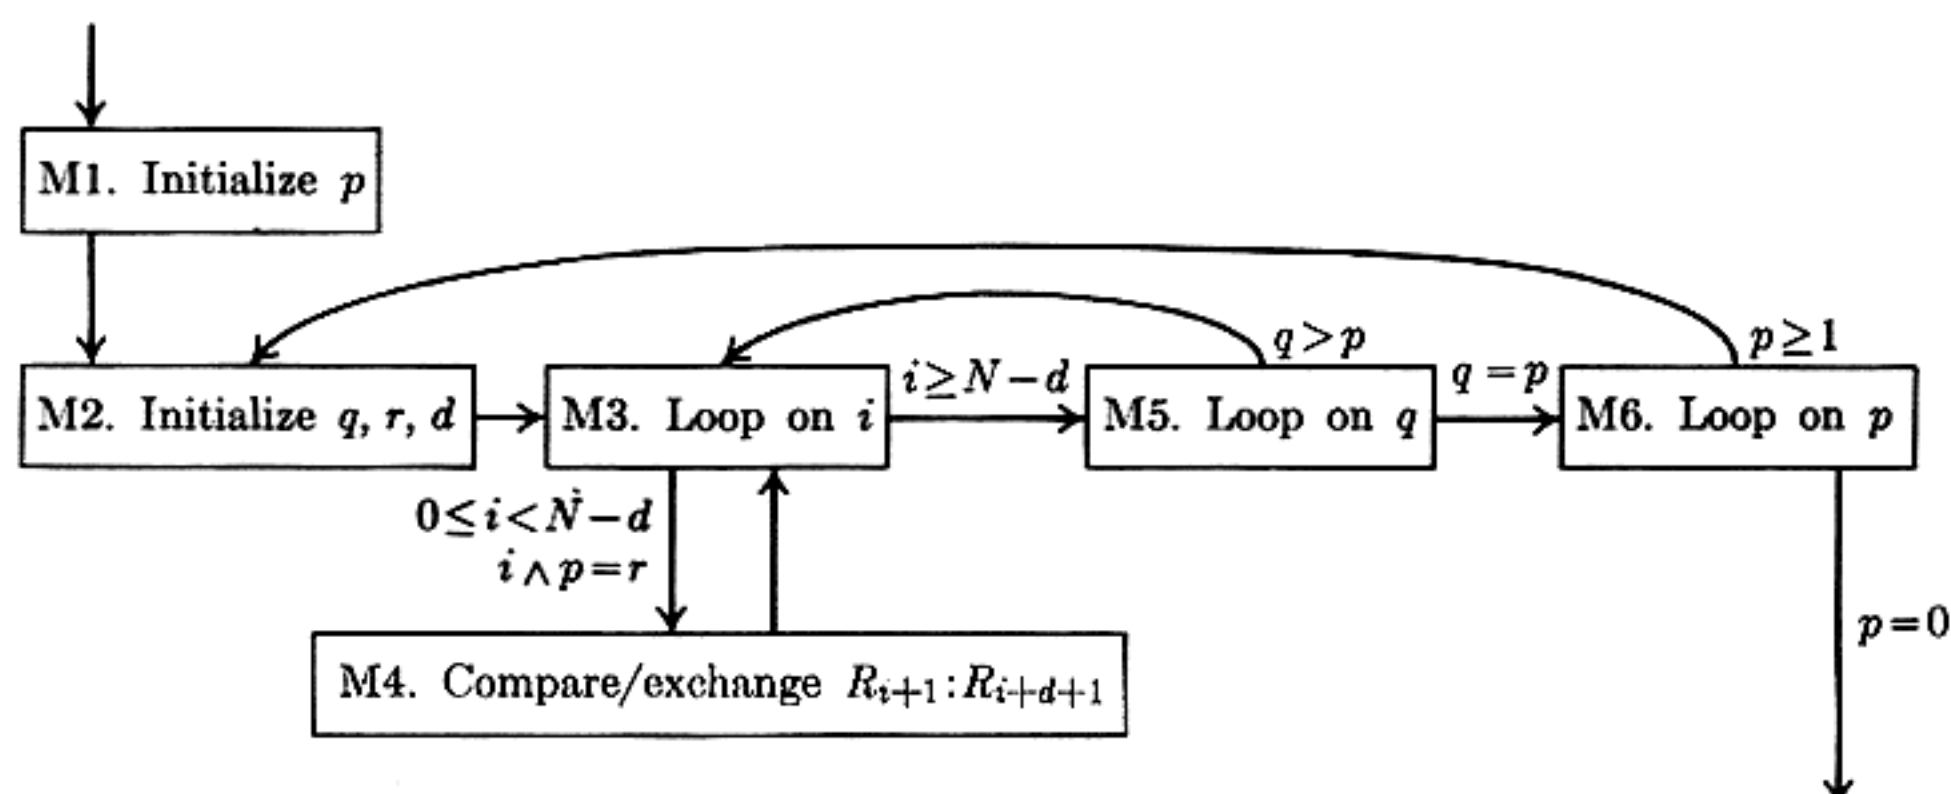 M1. Initialize p
q > p
p ≥ 1
i ≥ N − d
q = p
M2. Initialize q, r, d
M3. Loop on i
M5. Loop on q
M6. Loop on p
0 ≤ i < N − d
i ∧ p = r
p = 0
M4. Compare/exchange R_{i+1} : R_{i+d+1}